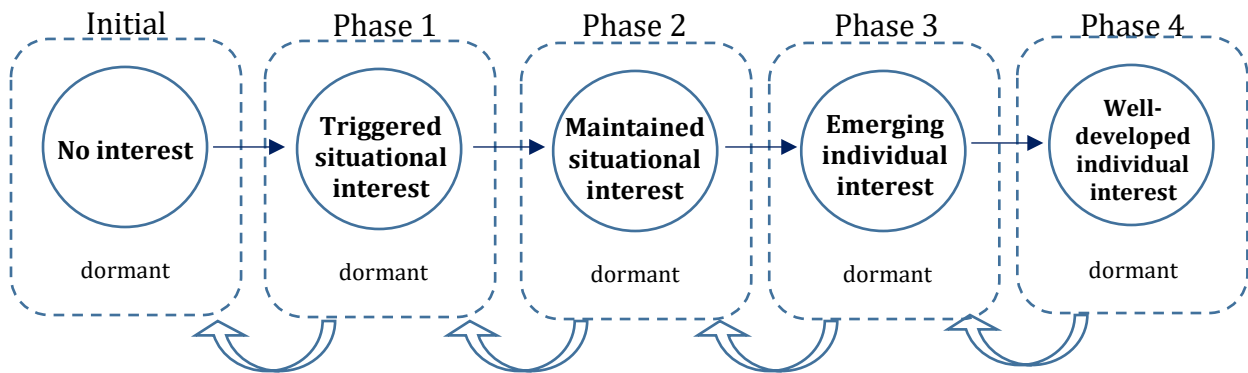 Initial
Phase 1
Phase 2
Phase 3
Phase 4
No interest
Triggered
situational
interest
Maintained
situational
interest
Emerging
individual
interest
Well-
developed
individual
interest
dormant
dormant
dormant
dormant
dormant